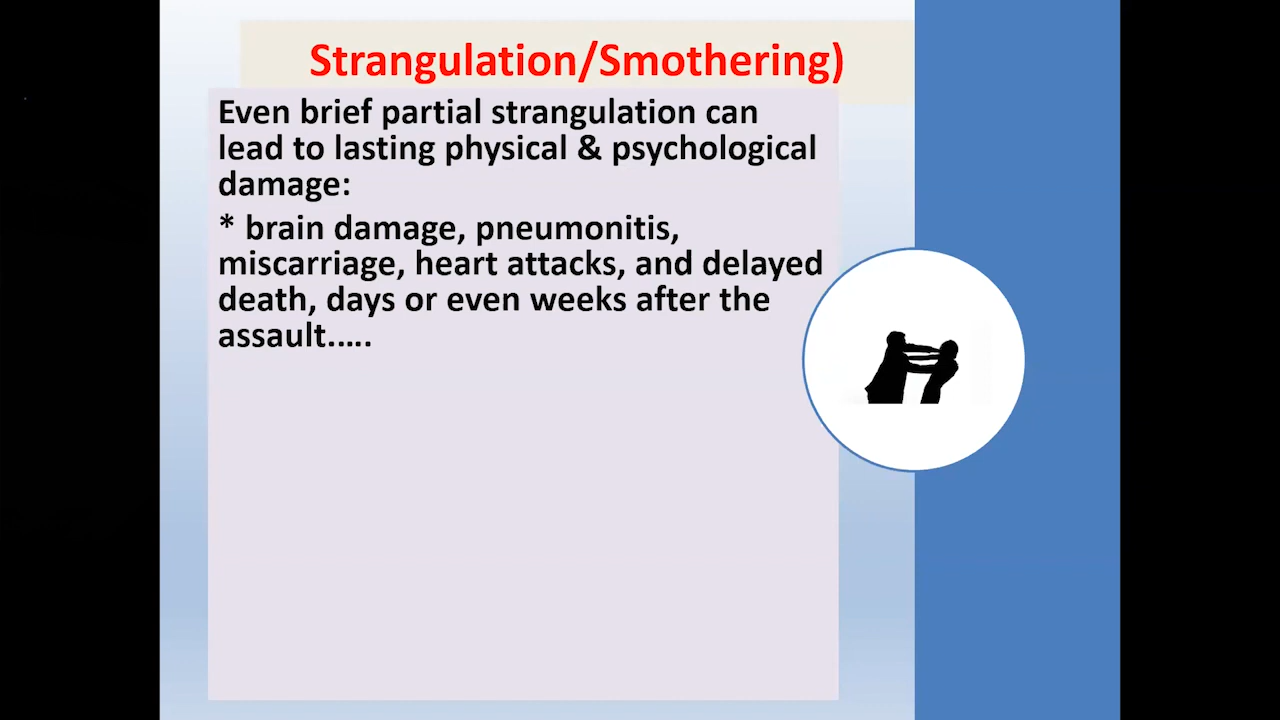 Strangulation/Smothering)
Even brief partial strangulation can
lead to lasting physical & psychological
damage:
* brain damage, pneumonitis,
miscarriage, heart attacks, and delayed
death, days or even weeks after the
assault…..